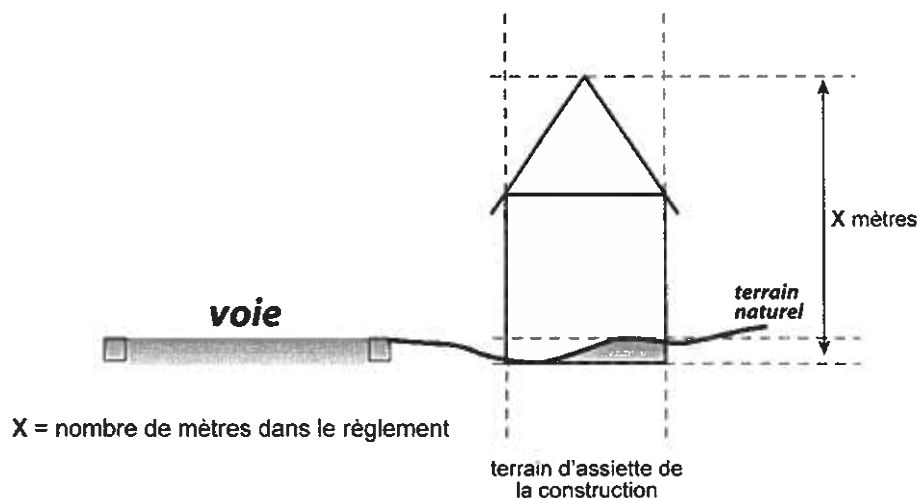 X mètres
terrain
naturel
voie
X = nombre de mètres dans le règlement
terrain d'assiette de
la construction